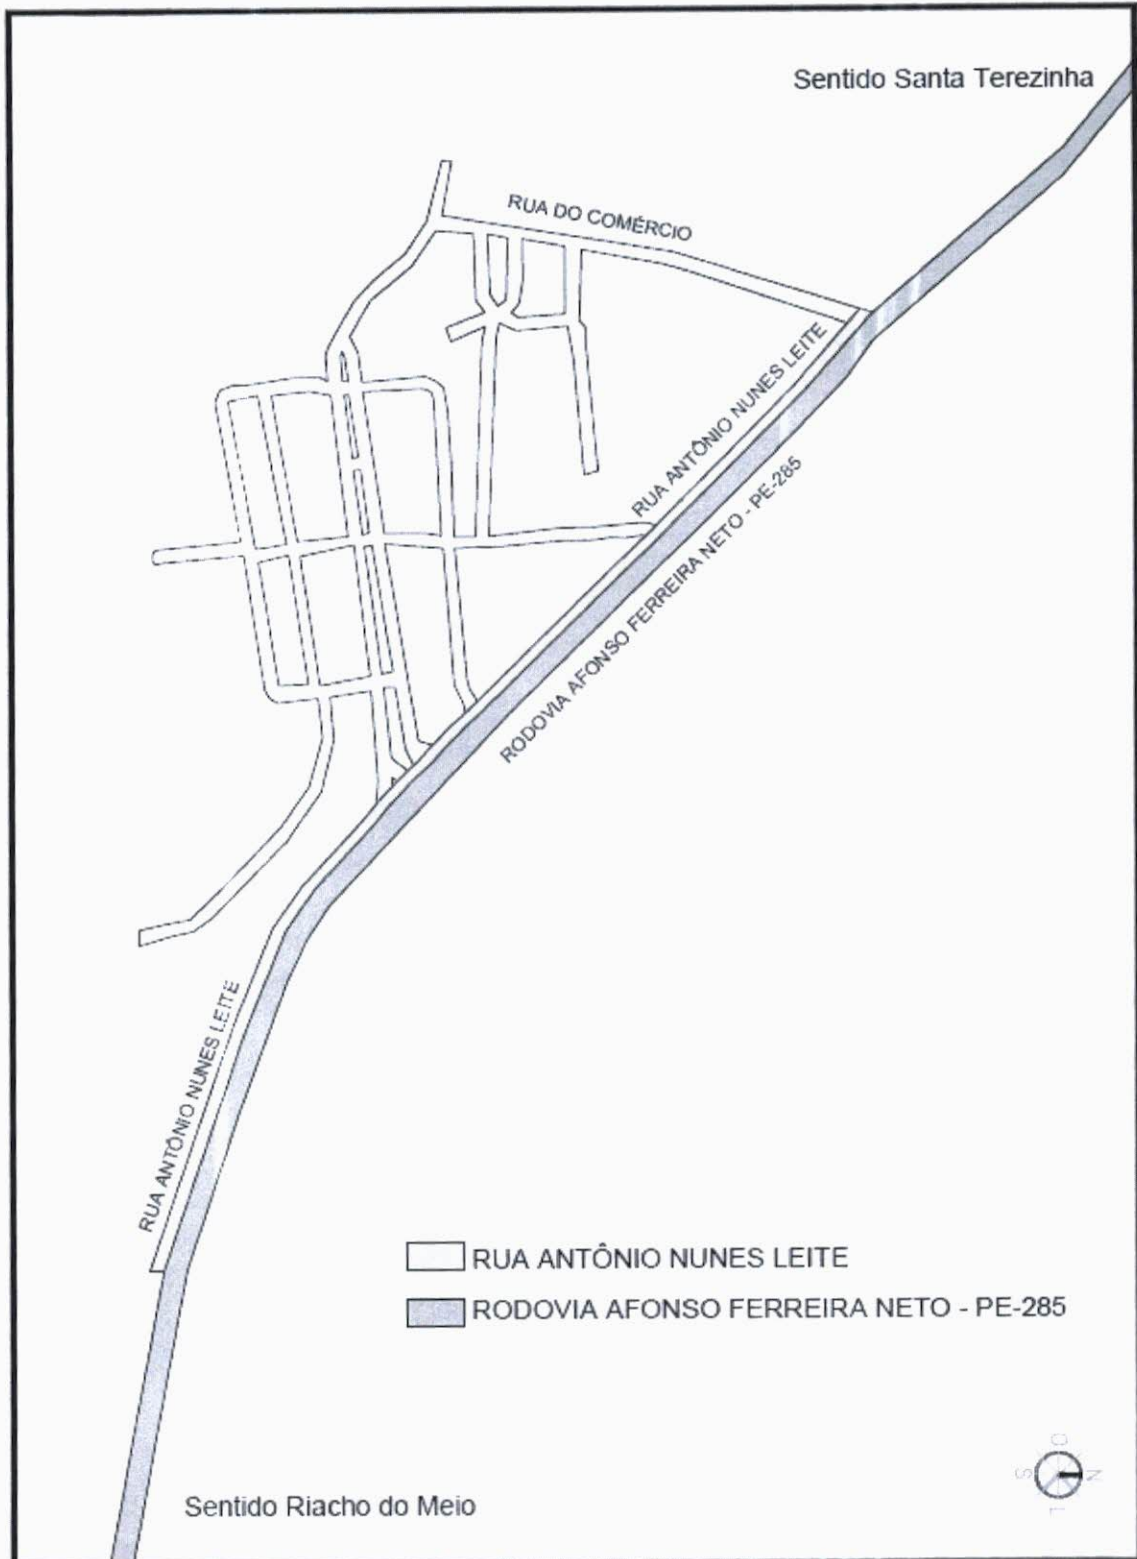 Sentido Santa Terezinha
RUA DO COMÉRCIO
RUA ANTÔNIO NUNES LEITE
RODOVIA AFONSO FERREIRA NETO - PE-285
RUA ANTÔNIO NUNES LEITE
RUA ANTÔNIO NUNES LEITE
RODOVIA AFONSO FERREIRA NETO - PE-285
O
S
N
L
Sentido Riacho do Meio